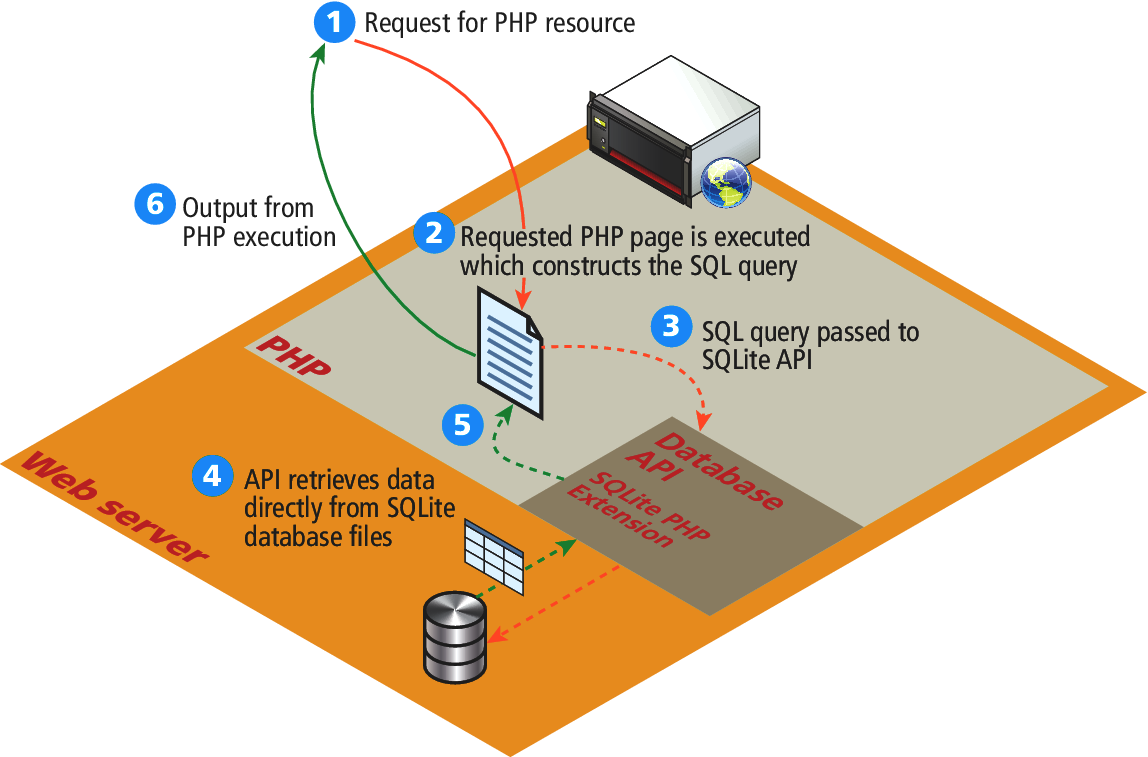 1 Request for PHP resource
6 Output from
PHP execution
2 Requested PHP page is executed
which constructs the SQL query
3 SQL query passed to
SQLite API
PHP
5
Database
API
SQLite PHP
Extension
4 API retrieves data
directly from SQLite
database files
Web server